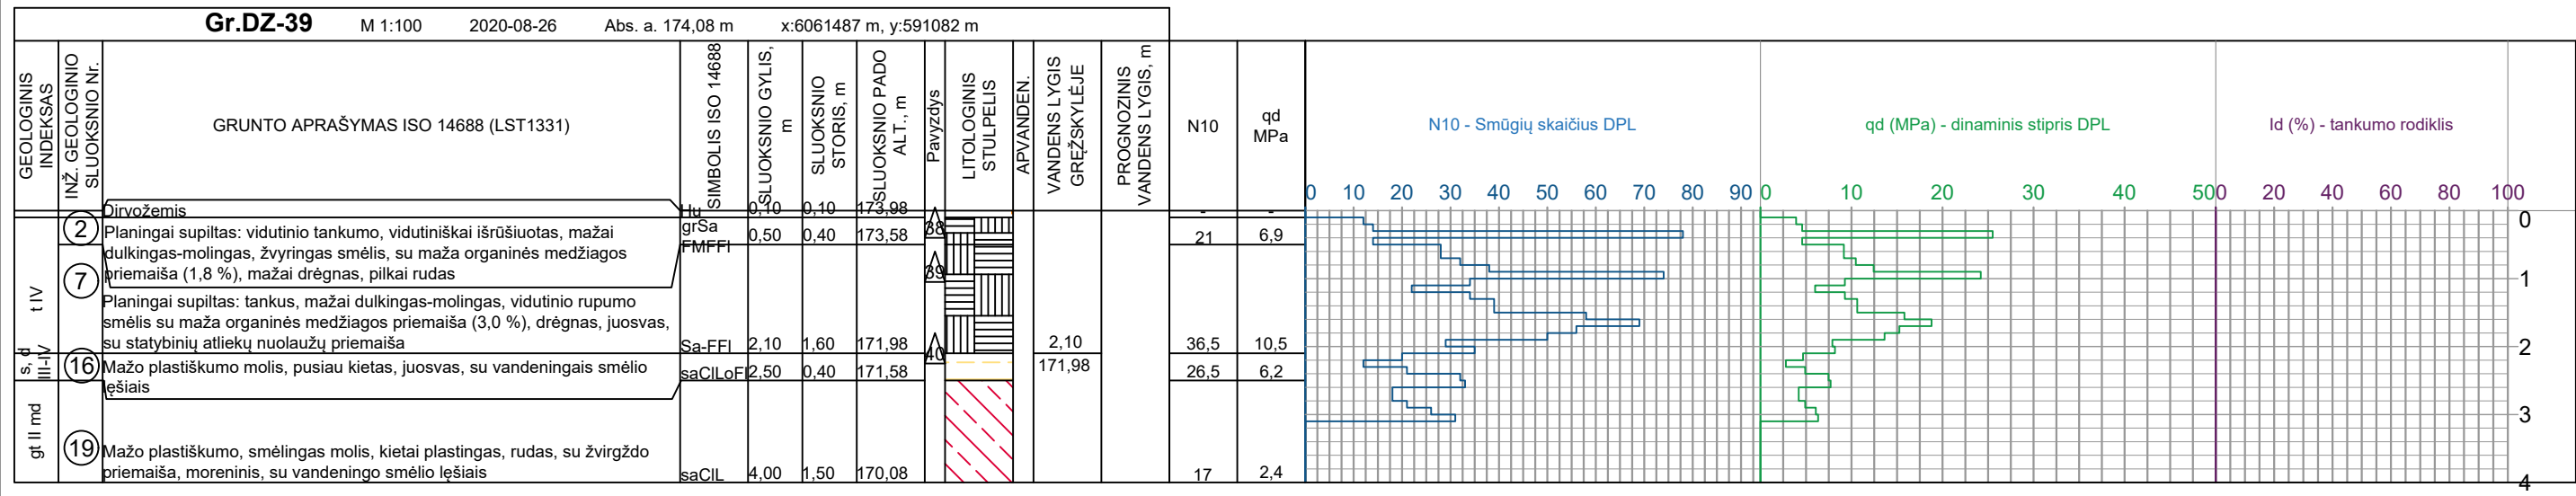 Gr.DZ-39 M 1:100 2020-08-26 Abs. a. 174,08 m x:6061487 m, y:591082 m
GEOLOGINIS
INDEKSAS
INŽ. GEOLOGINIO
SLUOKSNIO Nr.
GRUNTO APRAŠYMAS ISO 14688 (LST1331)
SIMBOLIS ISO 14688
SLUOKSNIO GYLIS,
m
SLUOKSNIO
STORIS, m
SLUOKSNIO PADO
ALT., m
Pavyzdys
LITOLOGINIS
STULPELIS
APVANDEN.
VANDENS LYGIS
GRĘŽSKYLĖJE
PROGNOZINIS
VANDENS LYGIS, m
N10
qd
MPa
N10 - Smūgių skaičius DPL
qd (MPa) - dinaminis stipris DPL
Id (%) - tankumo rodiklis
0 10 20 30 40 50 60 70 80 90
0 10 20 30 40 50
0 20 40 60 80 100
Dirvožemis Hu 0,10 0,10 173,98 - -
2
Planingai supiltas: vidutinio tankumo, vidutiniškai išrūšiuotas, mažai
dulkingas-molingas, žvyringas smėlis, su maža organinės medžiagos
priemaiša (1,8 %), mažai drėgnas, pilkai rudas
grSa
FMFFl
0,50 0,40 173,58 38 21 6,9
t IV
7
Planingai supiltas: tankus, mažai dulkingas-molingas, vidutinio rupumo
smėlis su maža organinės medžiagos priemaiša (3,0 %), drėgnas, juosvas,
su statybinių atliekų nuolaužų priemaiša
Sa-FFl 2,10 1,60 171,98 39 2,10 36,5 10,5
s, d
III-IV
16
Mažo plastiškumo molis, pusiau kietas, juosvas, su vandeningais smėlio
lęšiais
saClLoFl 2,50 0,40 171,58 40 171,98 26,5 6,2
gt II md
19
Mažo plastiškumo, smėlingas molis, kietai plastingas, rudas, su žvirgždo
priemaiša, moreninis, su vandeningo smėlio lęšiais
saClL 4,00 1,50 170,08 17 2,4
0
1
2
3
4